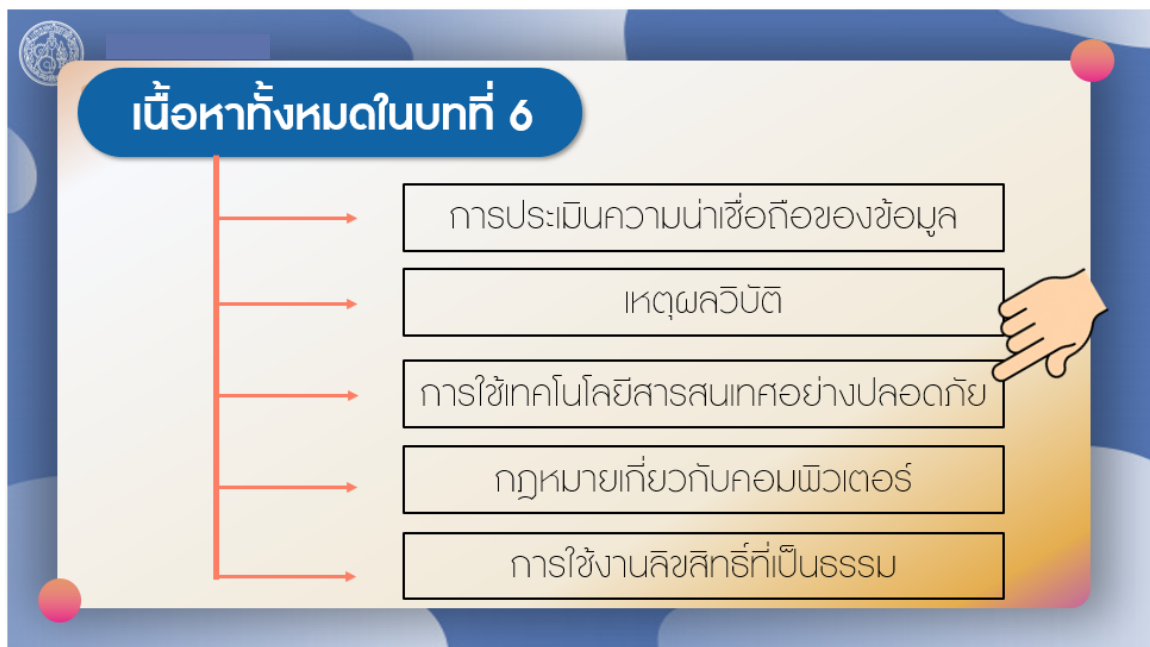 เนื้อหาทั้งหมดในบทที่ 6
การประเมินความน่าเชื่อถือของข้อมูล
เหตุผลวิบัติ
การใช้เทคโนโลยีสารสนเทศอย่างปลอดภัย
กฎหมายเกี่ยวกับคอมพิวเตอร์
การใช้งานลิขสิทธิ์ที่เป็นธรรม